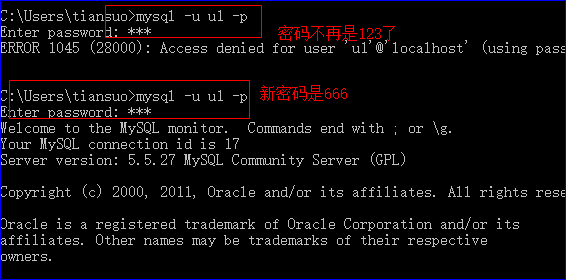 C:\Users\tiansuo>mysql -u u1 -p
Enter password: ***
密码不再是123了
ERROR 1045 (28000): Access denied for user 'u1'@'localhost' (using pass
C:\Users\tiansuo>mysql -u u1 -p
新密码是666
Enter password: ***
Welcome to the MySQL monitor.  Commands end with ; or \g.
Your MySQL connection id is 17
Server version: 5.5.27 MySQL Community Server (GPL)
Copyright (c) 2000, 2011, Oracle and/or its affiliates. All rights rese
Oracle is a registered trademark of Oracle Corporation and/or its
affiliates. Other names may be trademarks of their respective
owners.